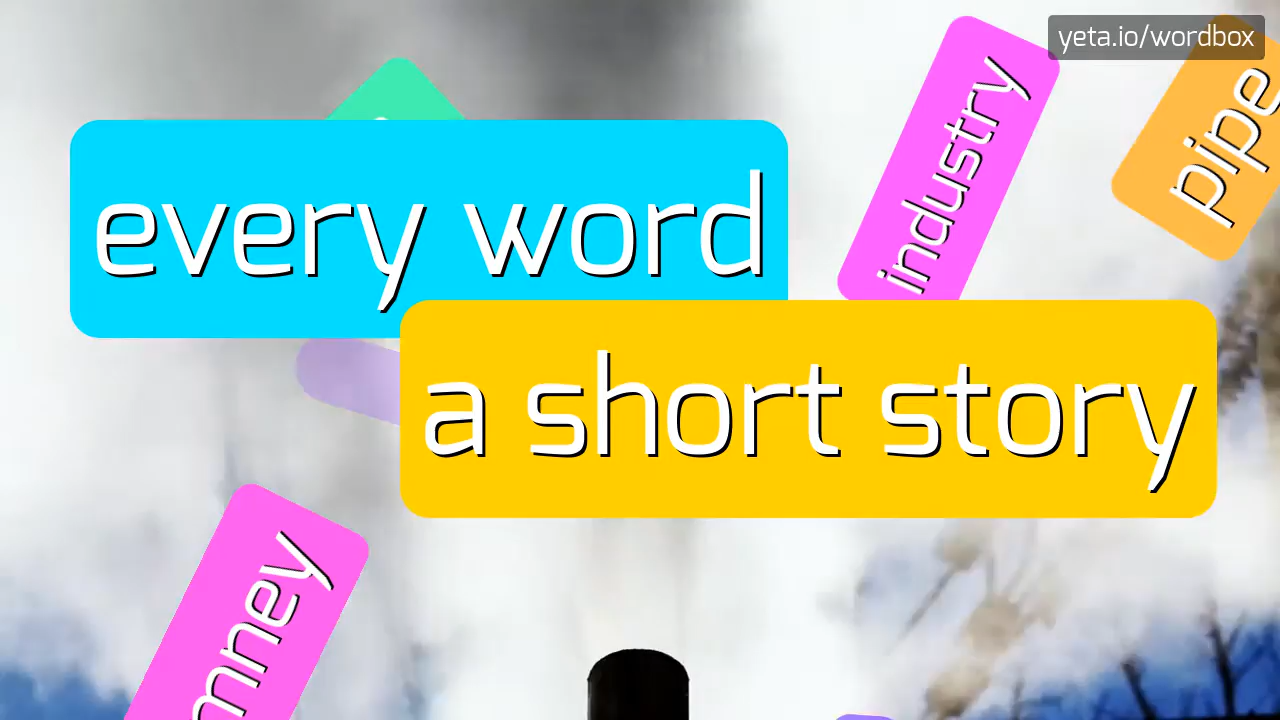 yeta.io/wordbox
industry
pipe
every word
a short story